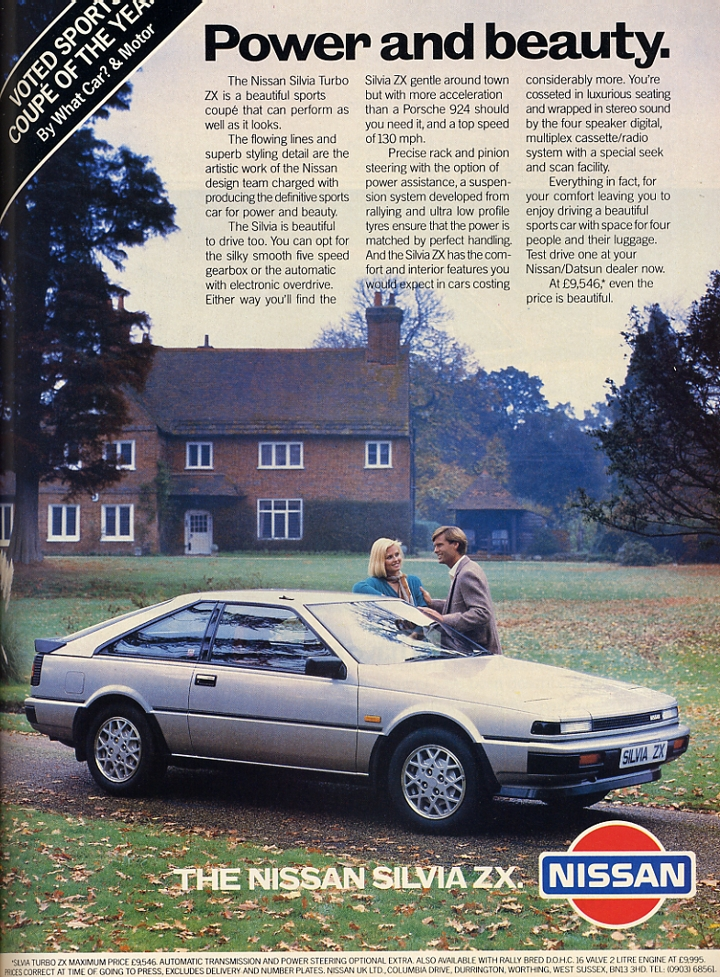 VOTED SPORTS
COUPÉ OF THE YEAR
By What Car? & Motor
Power and beauty.
The Nissan Silvia Turbo
ZX is a beautiful sports
coupé that can perform as
well as it looks.
The flowing lines and
superb styling detail are the
artistic work of the Nissan
design team charged with
producing the definitive sports
car for power and beauty.
The Silvia is beautiful
to drive too. You can opt for
the silky smooth five speed
gearbox or the automatic
with electronic overdrive.
Either way you'll find the
Silvia ZX gentle around town
but with more acceleration
than a Porsche 924 should
you need it, and a top speed
of 130 mph.
Precise rack and pinion
steering with the option of
power assistance, a suspen-
sion system developed from
rallying and ultra low profile
tyres ensure that the power is
matched by perfect handling.
And the Silvia ZX has the com-
fort and interior features you
would expect in cars costing
considerably more. You're
cosseted in luxurious seating
and wrapped in stereo sound
by the four speaker digital,
multiplex cassette/radio
system with a special seek
and scan facility.
Everything in fact, for
your comfort leaving you to
enjoy driving a beautiful
sports car with space for four
people and their luggage.
Test drive one at your
Nissan/Datsun dealer now.
At £9,546,* even the
price is beautiful.
NISSAN
SILVIA ZX
THE NISSAN SILVIA ZX.
NISSAN
*SILVIA TURBO ZX MAXIMUM PRICE £9,546. AUTOMATIC TRANSMISSION AND POWER STEERING OPTIONAL EXTRA. ALSO AVAILABLE WITH RALLY BRED D.O.H.C. 16 VALVE 2 LITRE ENGINE AT £9,995.
PRICES CORRECT AT TIME OF GOING TO PRESS, EXCLUDES DELIVERY AND NUMBER PLATES. NISSAN UK LTD., COLUMBIA DRIVE, DURRINGTON, WORTHING, WEST SUSSEX, BN13 3HD. TEL: (0903) 68561